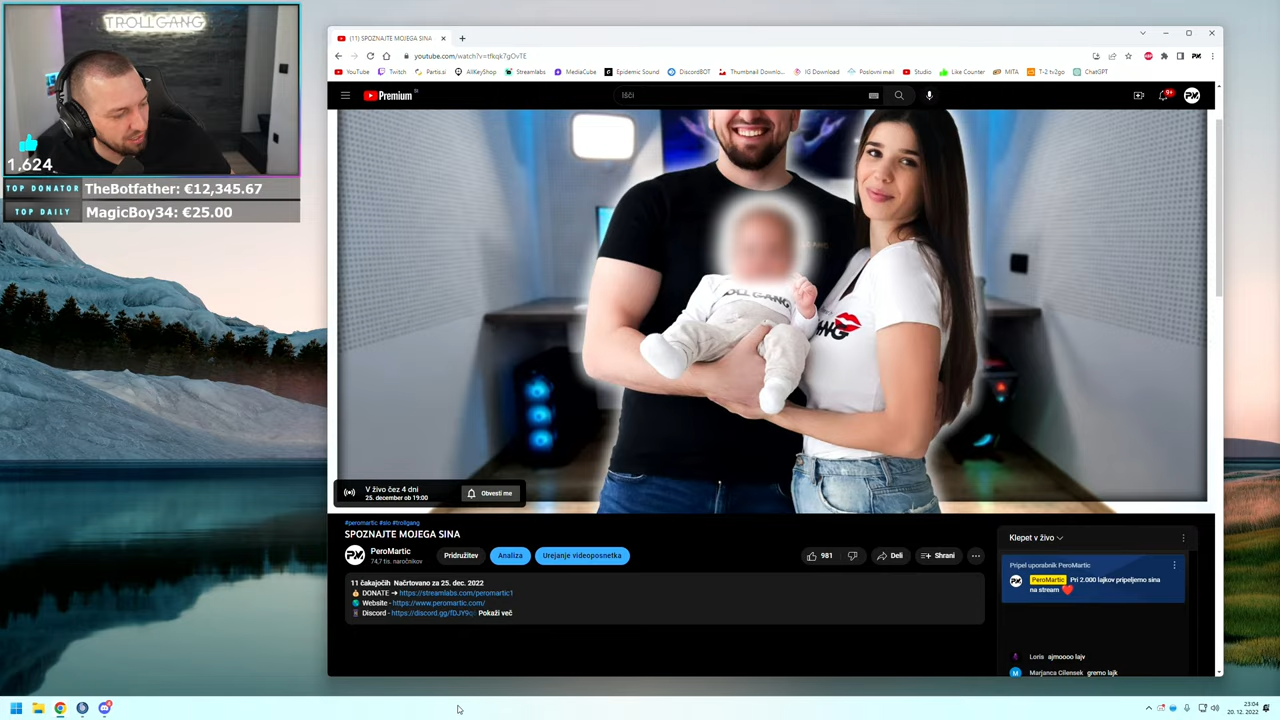 TROLLGANG
1,624
TOP DONATOR TheBotfather: €12,345.67
TOP DAILY MagicBoy34: €25.00
(11) SPOZNAJTE MOJEGA SINA
youtube.com/watch?v=tfkqk7gOvTE
YouTube Twitch Partis.si AllKeyShop Streamlabs MediaCube Epidemic Sound DiscordBOT Thumbnail Downlo... IG Download Poslovni mail Studio Like Counter MITA T-2 tv2go ChatGPT
Premium SI
Išči
9+
V živo čez 4 dni
25. december ob 19:00
Obvesti me
#peromartic #slo #trollgang
SPOZNAJTE MOJEGA SINA
PeroMartic
74,7 tis. naročnikov
Pridružitev Analiza Urejanje videoposnetka
981 Deli Shrani
11 čakajočih Načrtovano za 25. dec. 2022
DONATE ➔ https://streamlabs.com/peromartic1
Website - https://www.peromartic.com/
Discord - Pokaži več
Klepet v živo
Pripel uporabnik PeroMartic
PeroMartic Pri 2.000 lajkov pripeljemo sina
na stream
Loris ajmoooo lajv
Marjanca Cilensek gremo lajk
23:04
20. 12. 2022